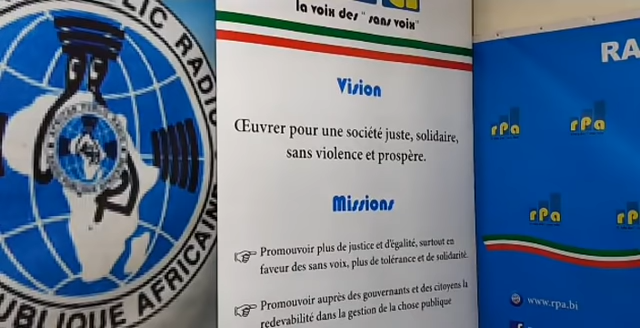 BLIC RADIO
PUBLIQUE AFRICAINE
la voix des "sans voix"
Vision
Œuvrer pour une société juste, solidaire,
sans violence et prospère.
Missions
Promouvoir plus de justice et d'égalité, surtout en
faveur des sans voix, plus de tolérance et de solidarité.
Promouvoir auprès des gouvernants et des citoyens la
redevabilité dans la gestion de la chose publique
RA
rPa
rPa
rPa
rP
www.rpa.bi